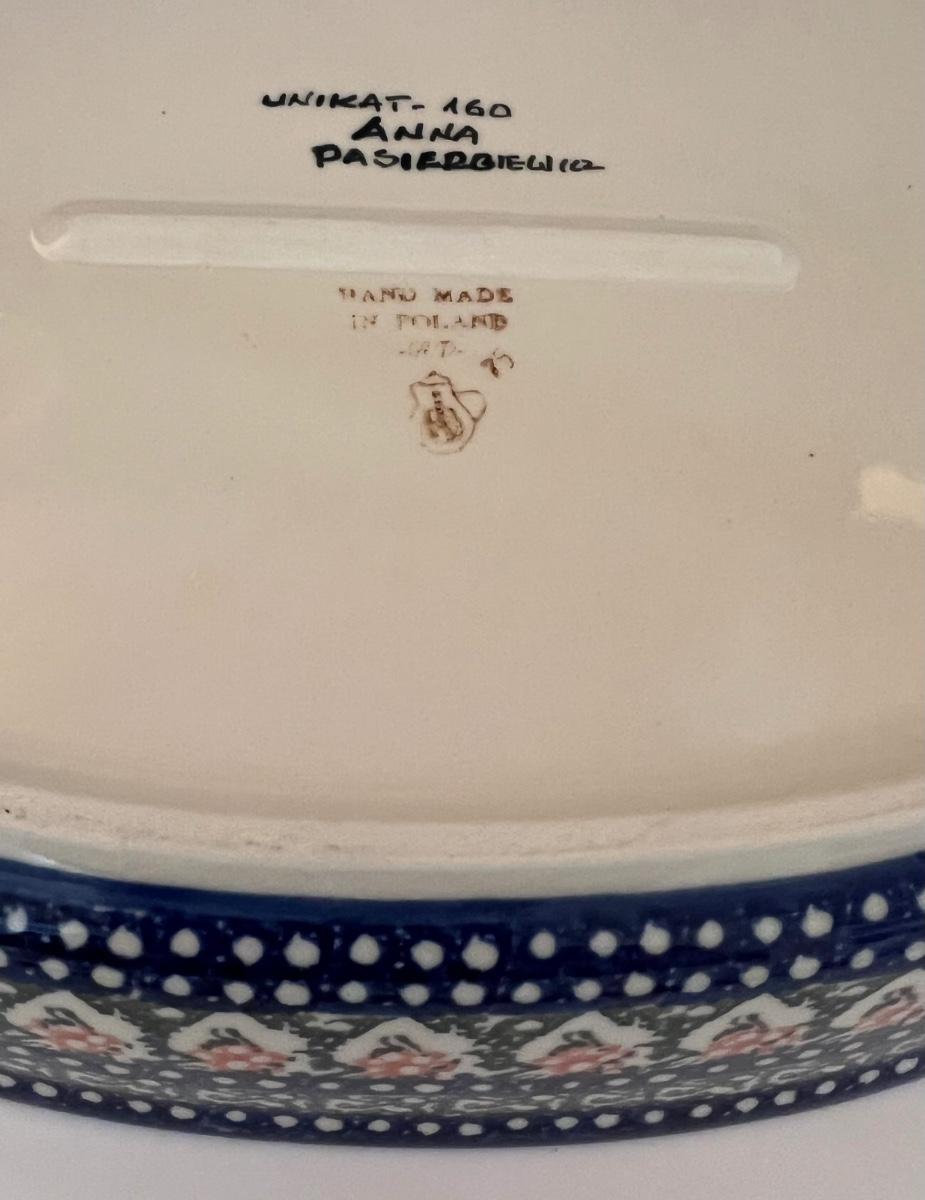 UNIKAT- 160
ANNA
PASIERBIEWICZ
HAND MADE
IN POLAND